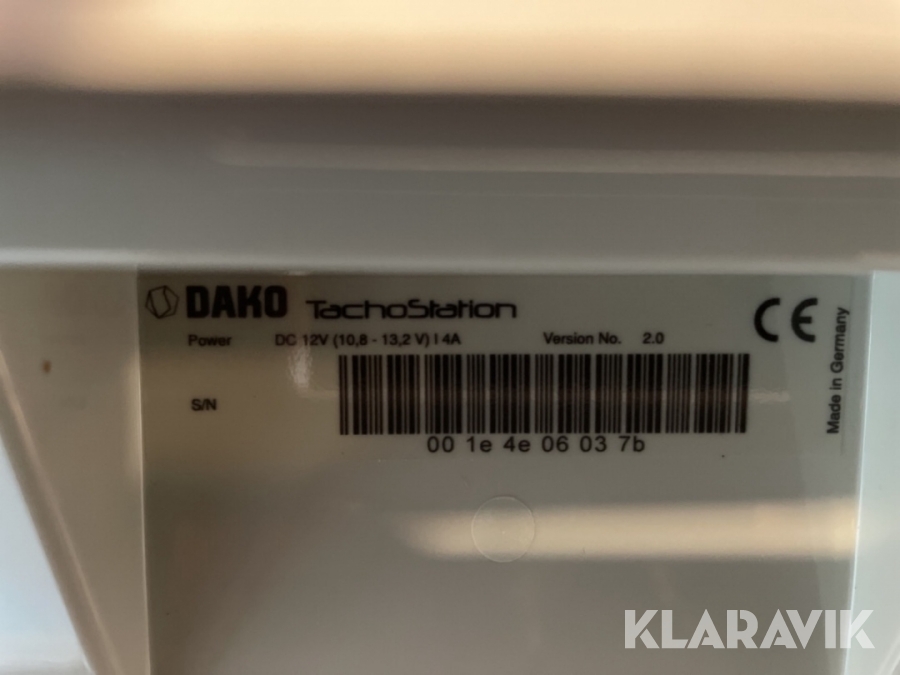 DAKO TachoStation
CE
Power DC 12V (10,8 - 13,2 V) | 4A Version No. 2.0
S/N
00 1e 4e 06 03 7b
Made in Germany
KLARAVIK